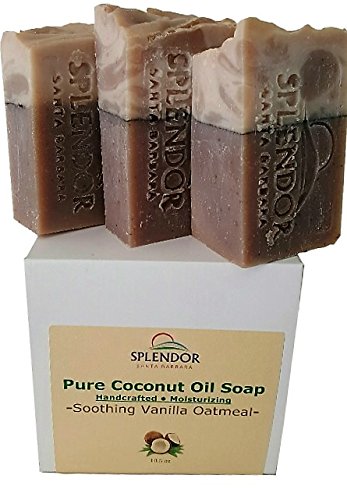 SPLENDOR
SANTA BARBARA
SPLENDOR
SANTA BARBARA
SPLENDOR
SANTA BARBARA
SPLENDOR
SANTA BARBARA
Pure Coconut Oil Soap
Handcrafted • Moisturizing
-Soothing Vanilla Oatmeal-